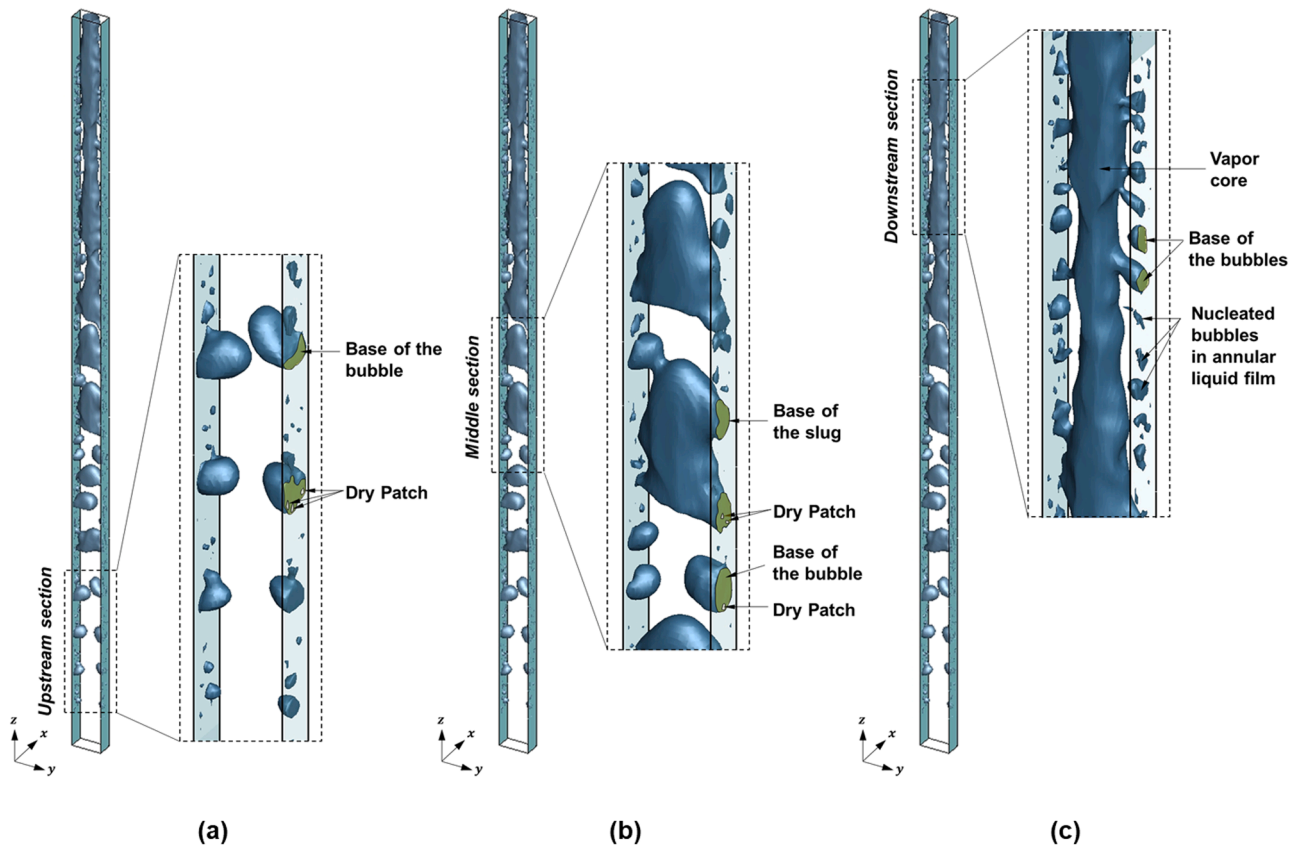 Upstream section
Base of the
bubble
Dry Patch
z
x
y
(a)
Middle section
Base of
the slug
Dry Patch
Base of
the bubble
Dry Patch
z
x
y
(b)
Downstream section
Vapor
core
Base of
the bubbles
Nucleated
bubbles
in annular
liquid film
z
x
y
(c)